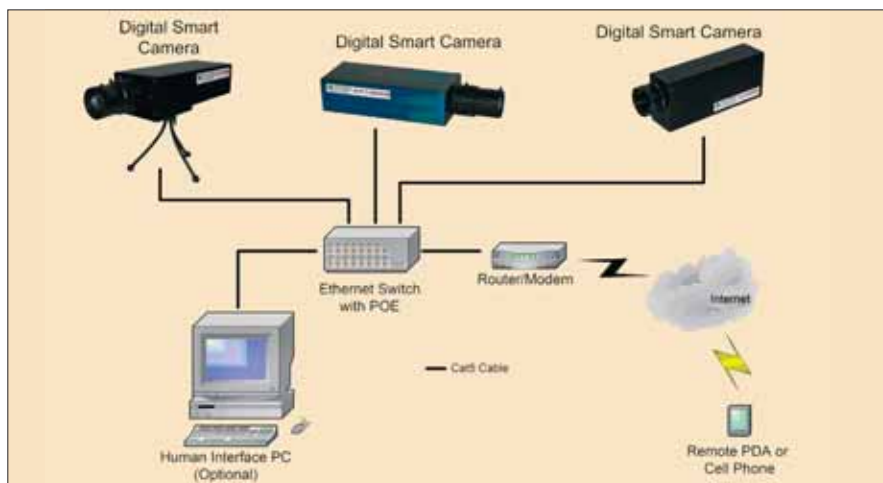 Digital Smart
Camera
Digital Smart Camera
Digital Smart Camera
Ethernet Switch
with POE
Router/Modem
Internet
Cat5 Cable
Human Interface PC
(Optional)
Remote PDA or
Cell Phone